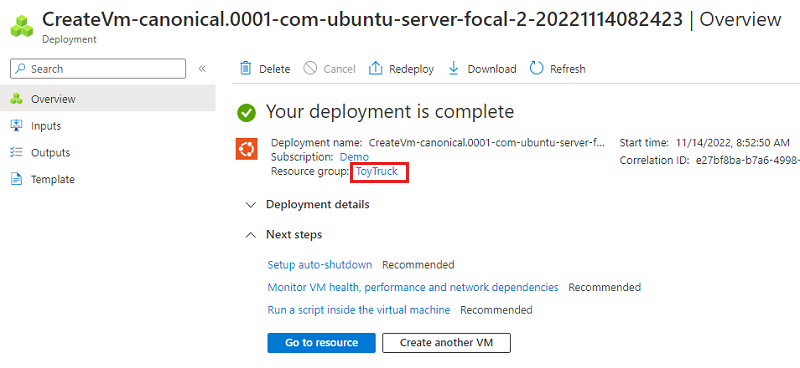 CreateVm-canonical.0001-com-ubuntu-server-focal-2-20221114082423 | Overview
Deployment
Search
«
Delete Cancel Redeploy Download Refresh
Overview
Inputs
Outputs
Template
Your deployment is complete
Deployment name: CreateVm-canonical.0001-com-ubuntu-server-f...
Subscription: Demo
Resource group: ToyTruck
Start time: 11/14/2022, 8:52:50 AM
Correlation ID: e27bf8ba-b7a6-4998-
Deployment details
Next steps
Setup auto-shutdown Recommended
Monitor VM health, performance and network dependencies Recommended
Run a script inside the virtual machine Recommended
Go to resource Create another VM